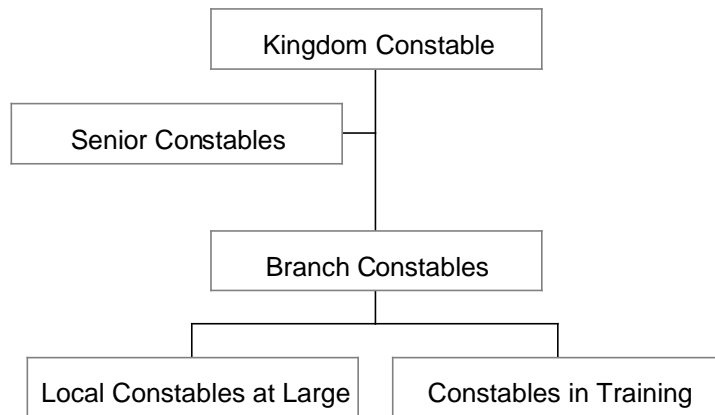 Kingdom Constable
Senior Constables
Branch Constables
Local Constables at Large
Constables in Training